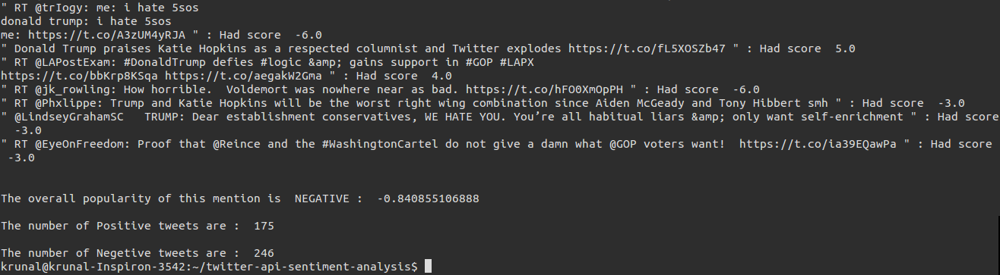 " RT @trIogy: me: i hate 5sos
donald trump: i hate 5sos
me: https://t.co/A3zUM4yRJA " : Had score  -6.0
" Donald Trump praises Katie Hopkins as a respected columnist and Twitter explodes https://t.co/fL5XOSZb47 " : Had score  5.0
" RT @LAPostExam: #DonaldTrump defies #logic &amp; gains support in #GOP #LAPX
https://t.co/bbKrp8KSqa https://t.co/aegakW2Gma " : Had score  4.0
" RT @jk_rowling: How horrible.  Voldemort was nowhere near as bad. https://t.co/hFO0XmOpPH " : Had score  -6.0
" RT @Phxlippe: Trump and Katie Hopkins will be the worst right wing combination since Aiden McGeady and Tony Hibbert smh " : Had score  -3.0
" @LindseyGrahamSC   TRUMP: Dear establishment conservatives, WE HATE YOU. You’re all habitual liars &amp; only want self-enrichment " : Had score
  -3.0
" RT @EyeOnFreedom: Proof that @Reince and the #WashingtonCartel do not give a damn what @GOP voters want!  https://t.co/ia39EQawPa " : Had score
 -3.0
The overall popularity of this mention is  NEGATIVE :  -0.840855106888
The number of Positive tweets are :  175
The number of Negetive tweets are :  246
krunal@krunal-Inspiron-3542:~/twitter-api-sentiment-analysis$